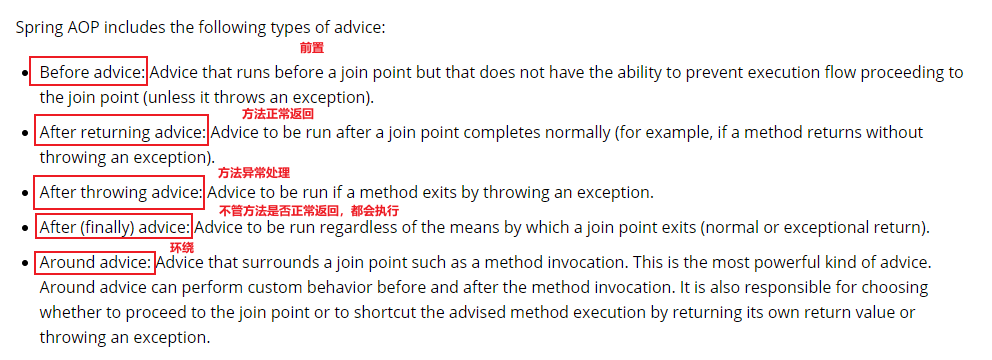 Spring AOP includes the following types of advice:
前置
Before advice: Advice that runs before a join point but that does not have the ability to prevent execution flow proceeding to
the join point (unless it throws an exception).
方法正常返回
After returning advice: Advice to be run after a join point completes normally (for example, if a method returns without
throwing an exception).
方法异常处理
After throwing advice: Advice to be run if a method exits by throwing an exception.
不管方法是否正常返回，都会执行
After (finally) advice: Advice to be run regardless of the means by which a join point exits (normal or exceptional return).
环绕
Around advice: Advice that surrounds a join point such as a method invocation. This is the most powerful kind of advice.
Around advice can perform custom behavior before and after the method invocation. It is also responsible for choosing
whether to proceed to the join point or to shortcut the advised method execution by returning its own return value or
throwing an exception.